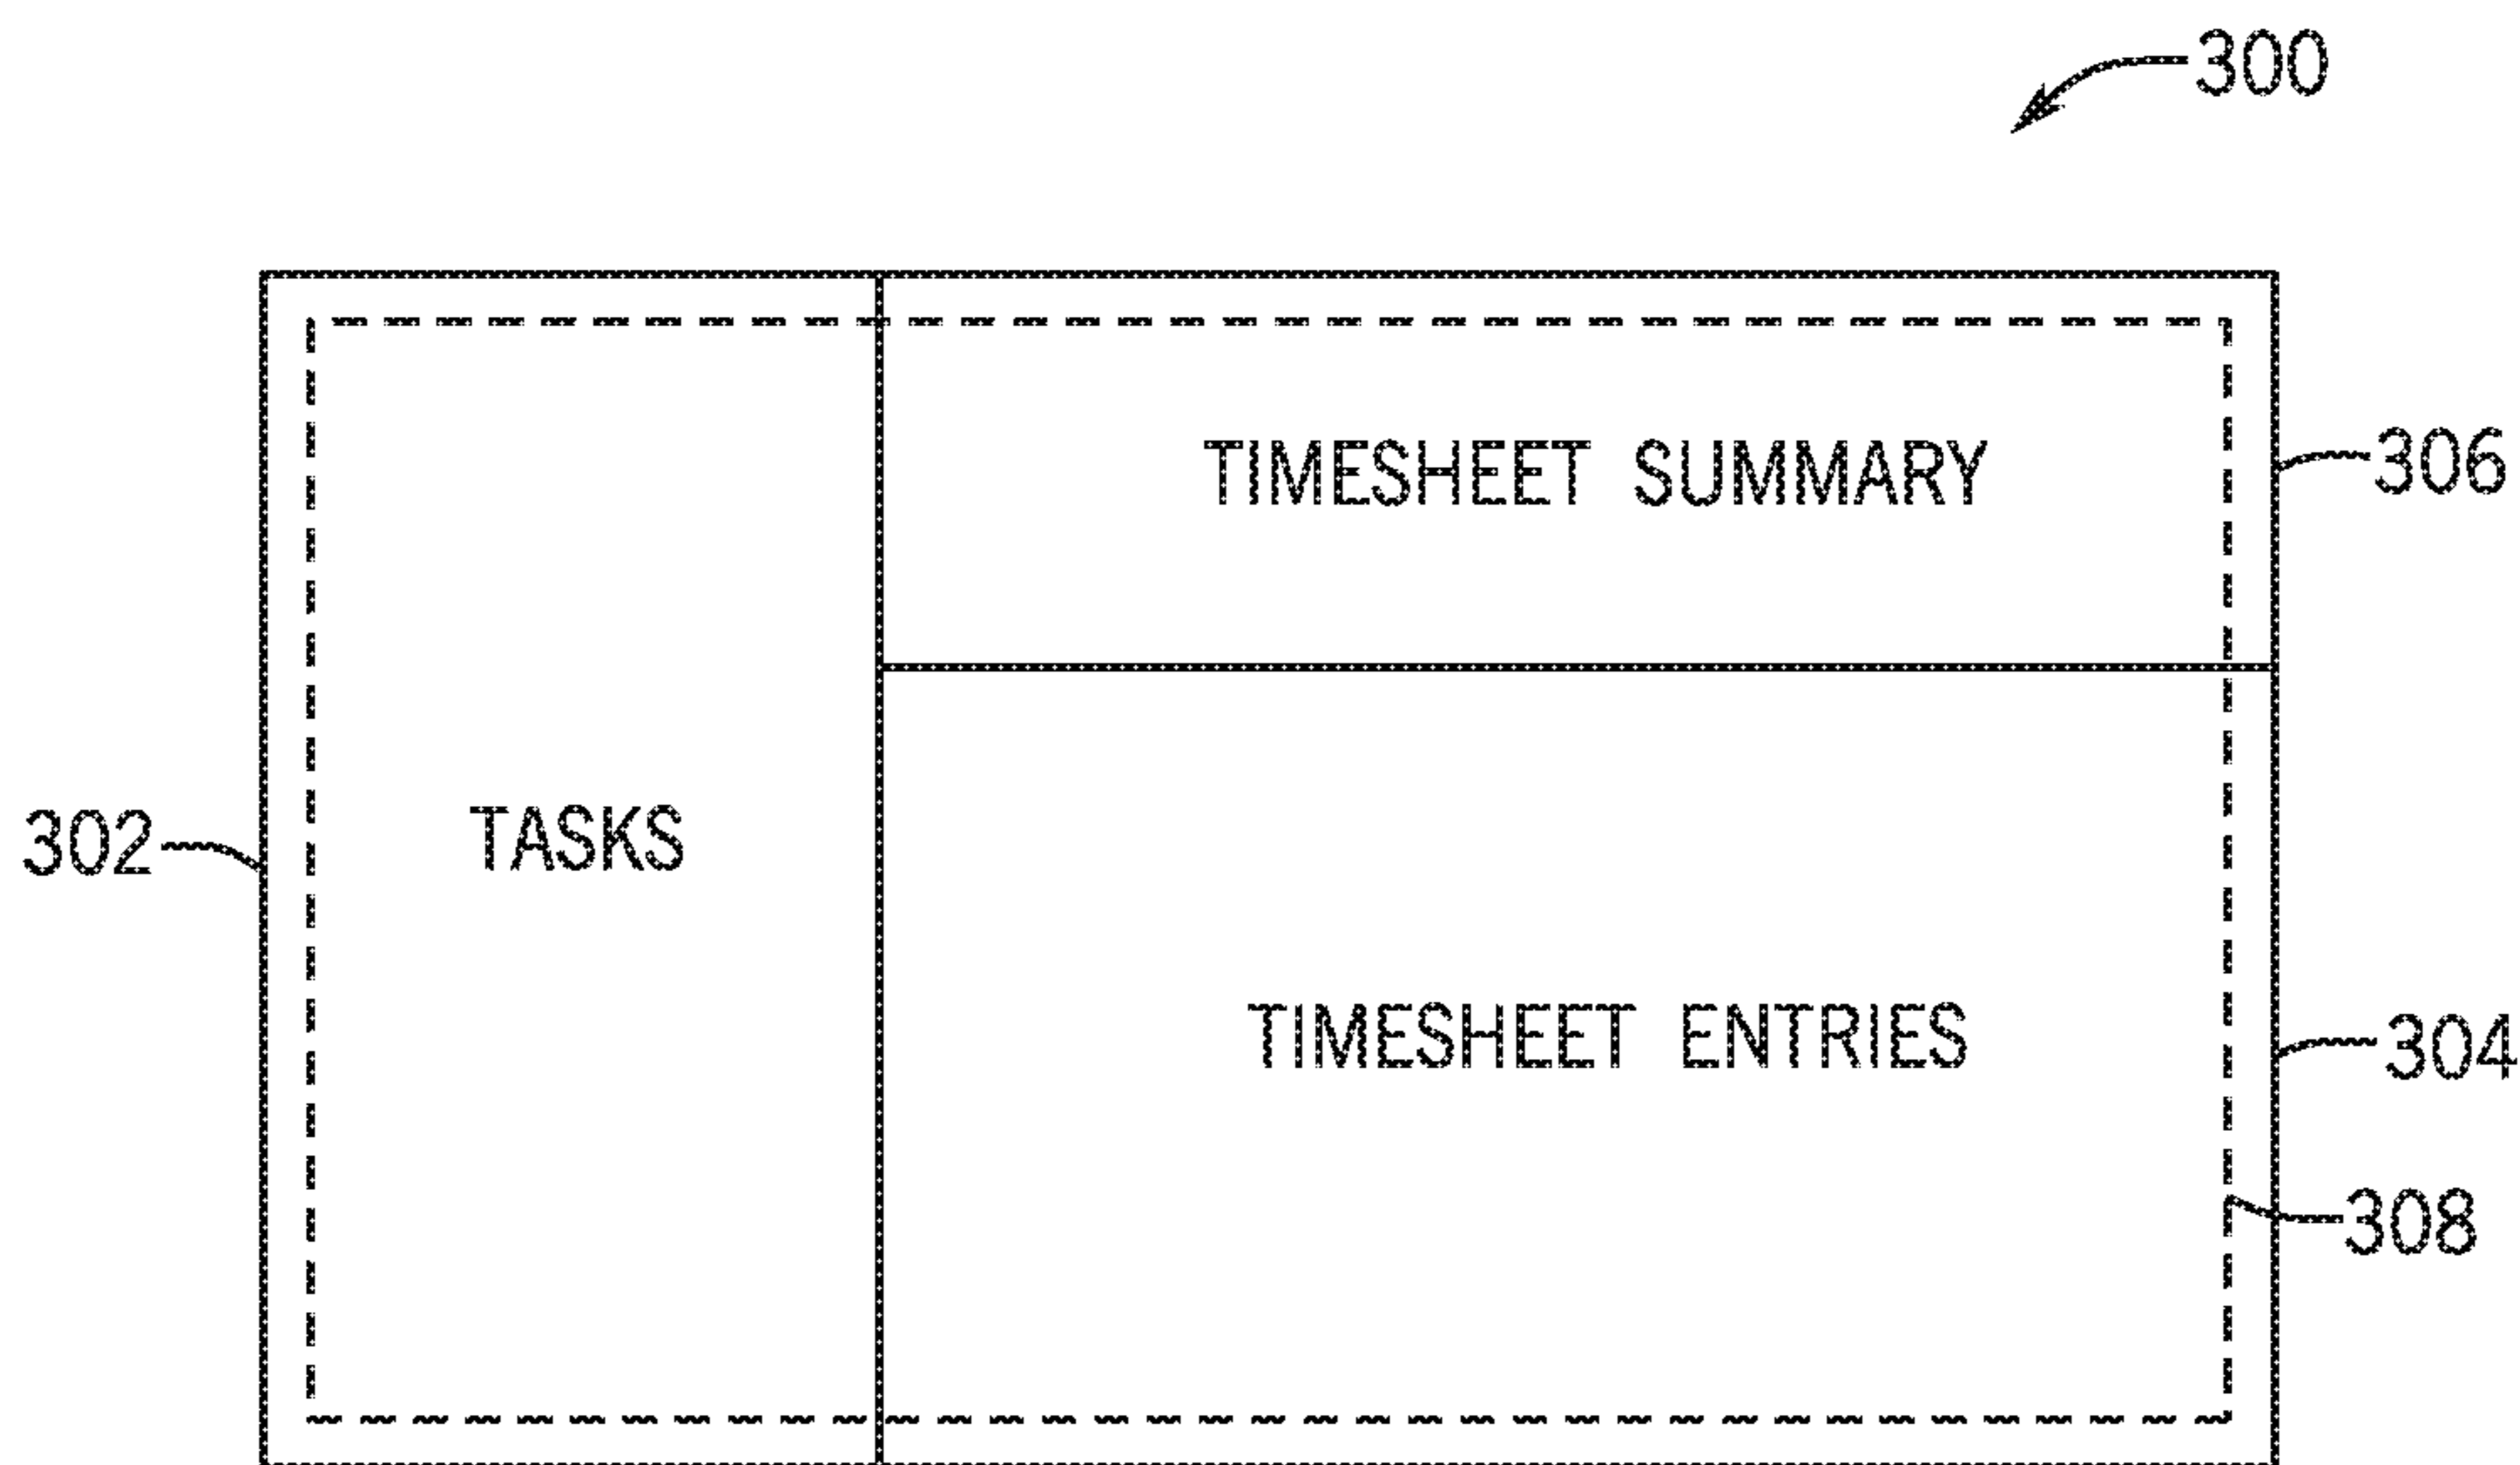 300
TIMESHEET SUMMARY
306
302
TASKS
TIMESHEET ENTRIES
304
308